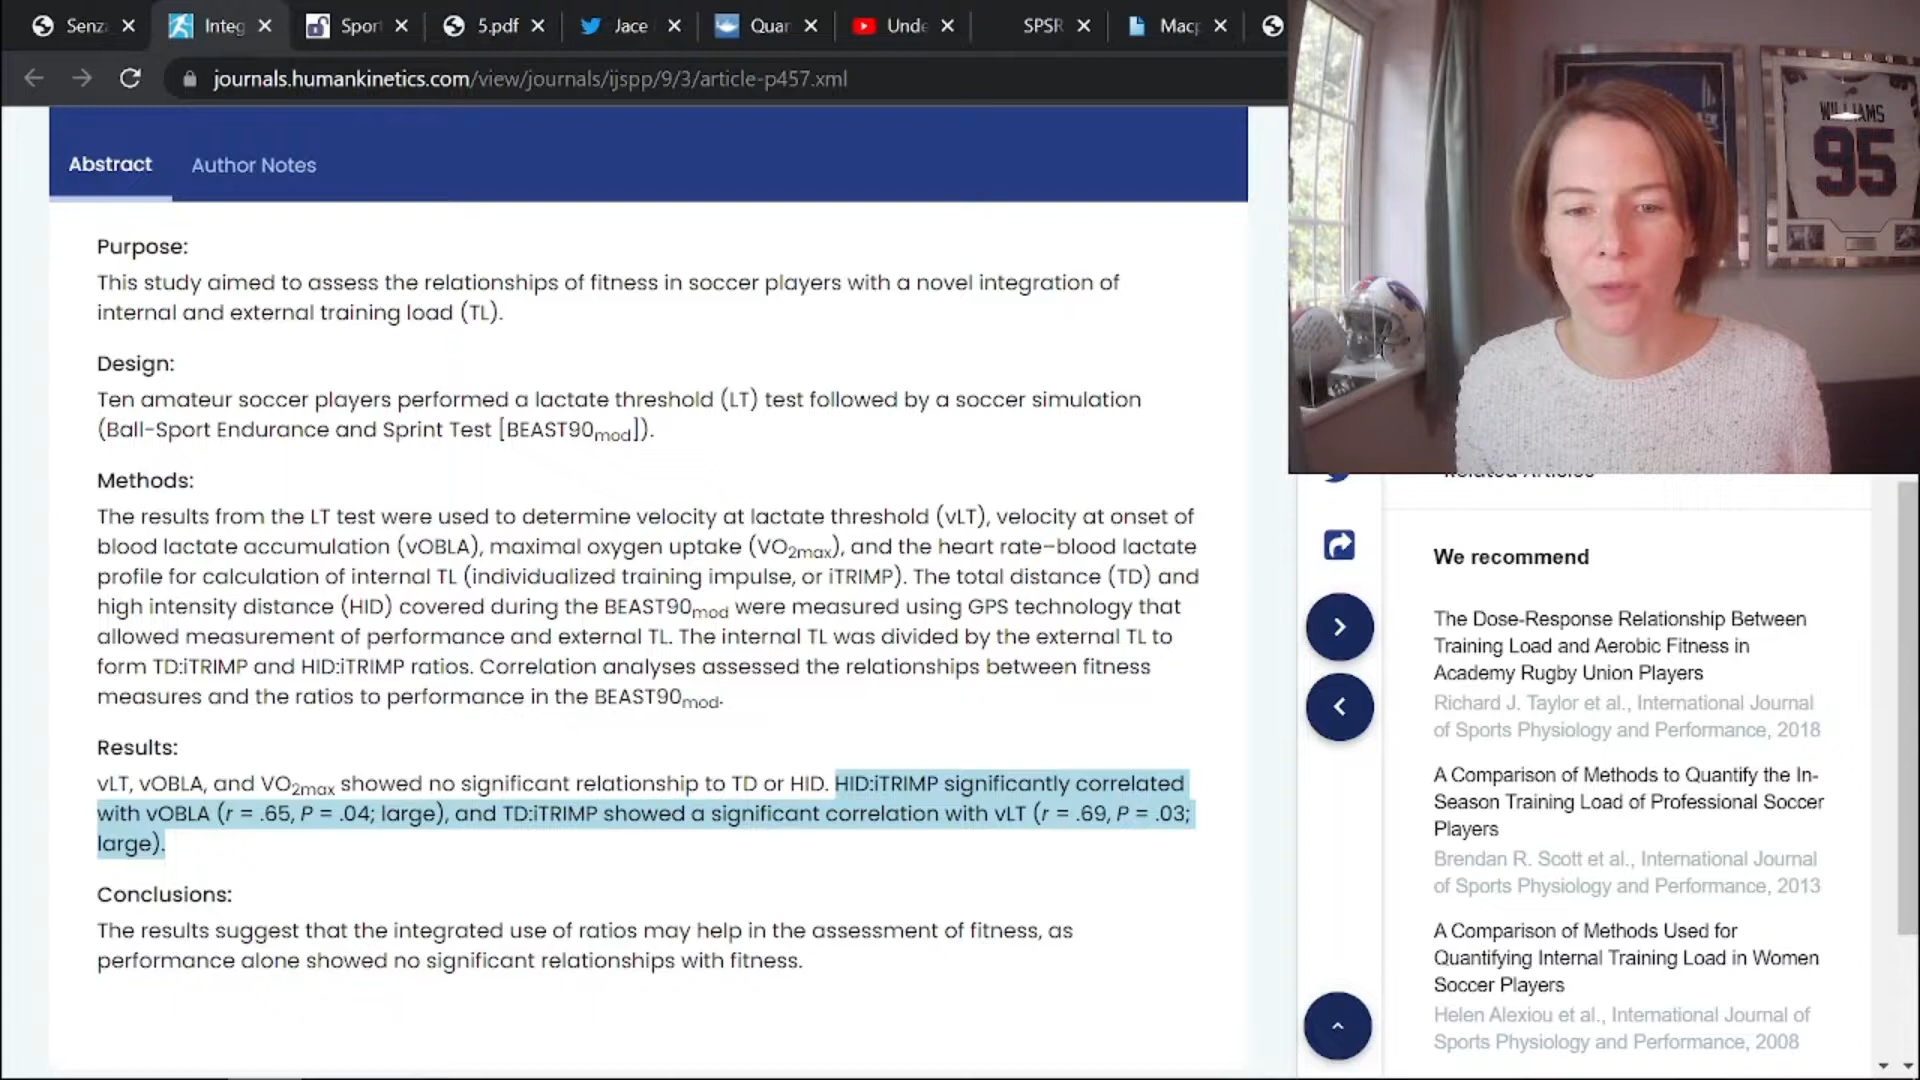 Senz
Integ
Spor
5.pdf
Jace
Quar
Unde
SPSR
Macp
journals.humankinetics.com/view/journals/ijspp/9/3/article-p457.xml
WILLIAMS
95
Abstract
Author Notes
Purpose:
This study aimed to assess the relationships of fitness in soccer players with a novel integration of
internal and external training load (TL).
Design:
Ten amateur soccer players performed a lactate threshold (LT) test followed by a soccer simulation
(Ball-Sport Endurance and Sprint Test [BEAST90mod]).
Methods:
The results from the LT test were used to determine velocity at lactate threshold (vLT), velocity at onset of
blood lactate accumulation (vOBLA), maximal oxygen uptake (VO2max), and the heart rate–blood lactate
profile for calculation of internal TL (individualized training impulse, or iTRIMP). The total distance (TD) and
high intensity distance (HID) covered during the BEAST90mod were measured using GPS technology that
allowed measurement of performance and external TL. The internal TL was divided by the external TL to
form TD:iTRIMP and HID:iTRIMP ratios. Correlation analyses assessed the relationships between fitness
measures and the ratios to performance in the BEAST90mod.
Results:
vLT, vOBLA, and VO2max showed no significant relationship to TD or HID. HID:iTRIMP significantly correlated
with vOBLA (r = .65, P = .04; large), and TD:iTRIMP showed a significant correlation with vLT (r = .69, P = .03;
large).
Conclusions:
The results suggest that the integrated use of ratios may help in the assessment of fitness, as
performance alone showed no significant relationships with fitness.
Related Articles
We recommend
The Dose-Response Relationship Between
Training Load and Aerobic Fitness in
Academy Rugby Union Players
Richard J. Taylor et al., International Journal
of Sports Physiology and Performance, 2018
A Comparison of Methods to Quantify the In-
Season Training Load of Professional Soccer
Players
Brendan R. Scott et al., International Journal
of Sports Physiology and Performance, 2013
A Comparison of Methods Used for
Quantifying Internal Training Load in Women
Soccer Players
Helen Alexiou et al., International Journal of
Sports Physiology and Performance, 2008